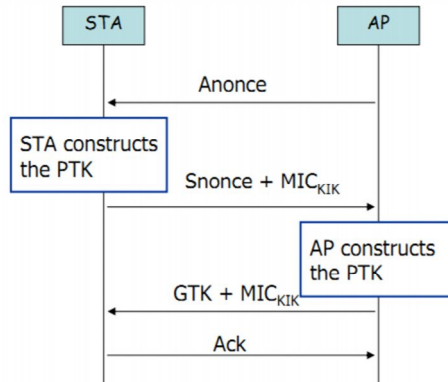 STA
AP
Anonce
STA constructs
the PTK
Snonce + MICKIK
AP constructs
the PTK
GTK + MICKIK
Ack